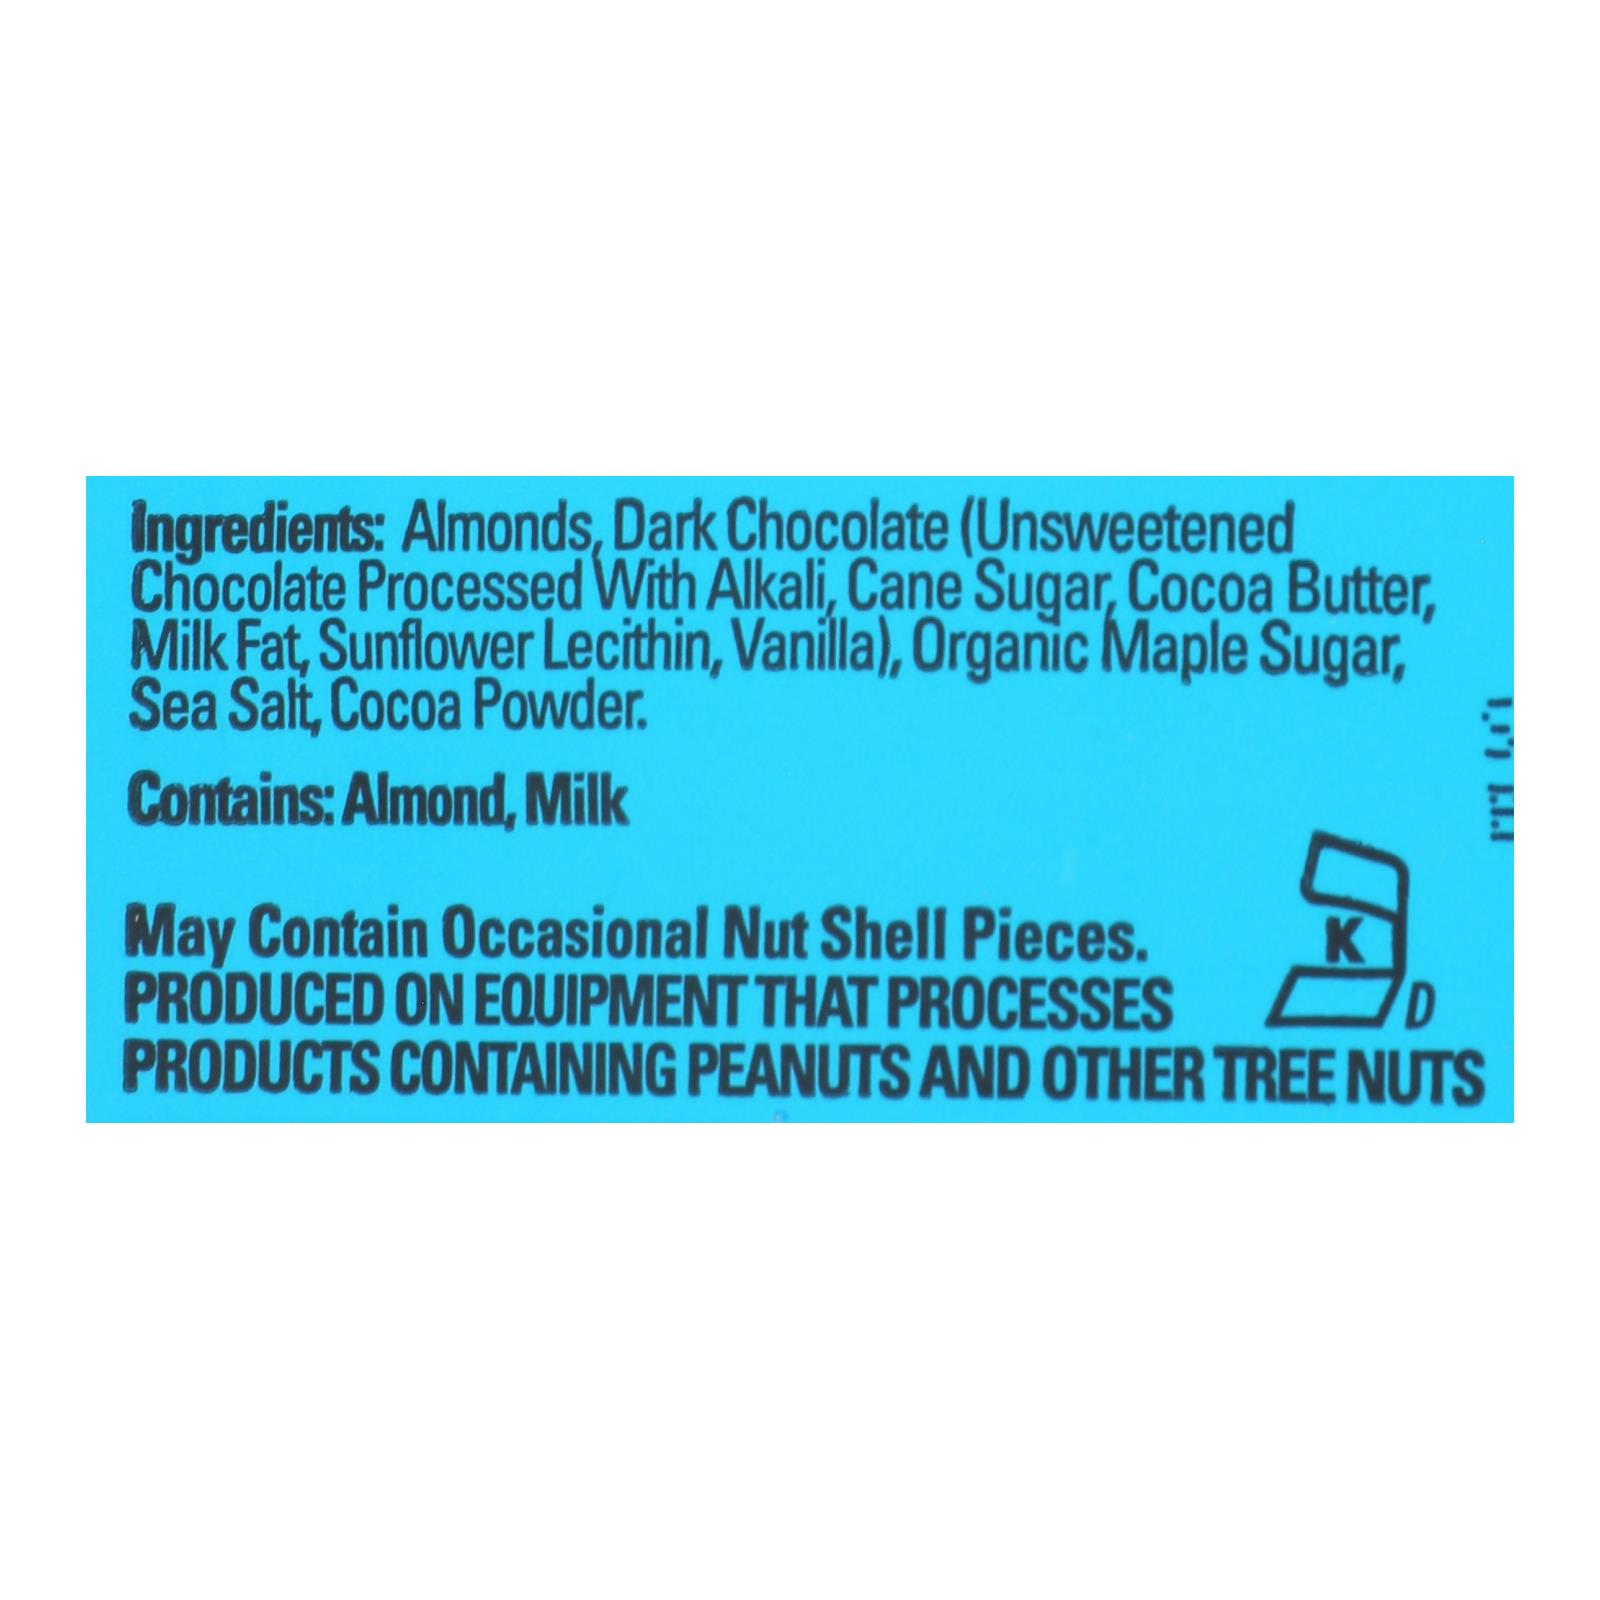 Ingredients: Almonds, Dark Chocolate (Unsweetened
Chocolate Processed With Alkali, Cane Sugar, Cocoa Butter,
Milk Fat, Sunflower Lecithin, Vanilla), Organic Maple Sugar,
Sea Salt, Cocoa Powder.
Contains: Almond, Milk
May Contain Occasional Nut Shell Pieces.
PRODUCED ON EQUIPMENT THAT PROCESSES
PRODUCTS CONTAINING PEANUTS AND OTHER TREE NUTS
K
D